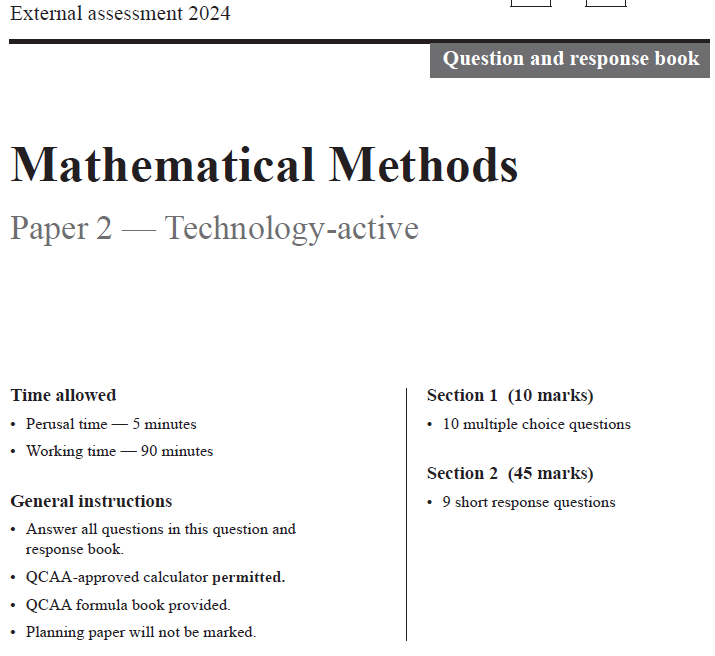 External assessment 2024
Question and response book
Mathematical Methods
Paper 2 — Technology-active
Time allowed
• Perusal time — 5 minutes
• Working time — 90 minutes
General instructions
• Answer all questions in this question and
response book.
• QCAA-approved calculator permitted.
• QCAA formula book provided.
• Planning paper will not be marked.
Section 1 (10 marks)
• 10 multiple choice questions
Section 2 (45 marks)
• 9 short response questions